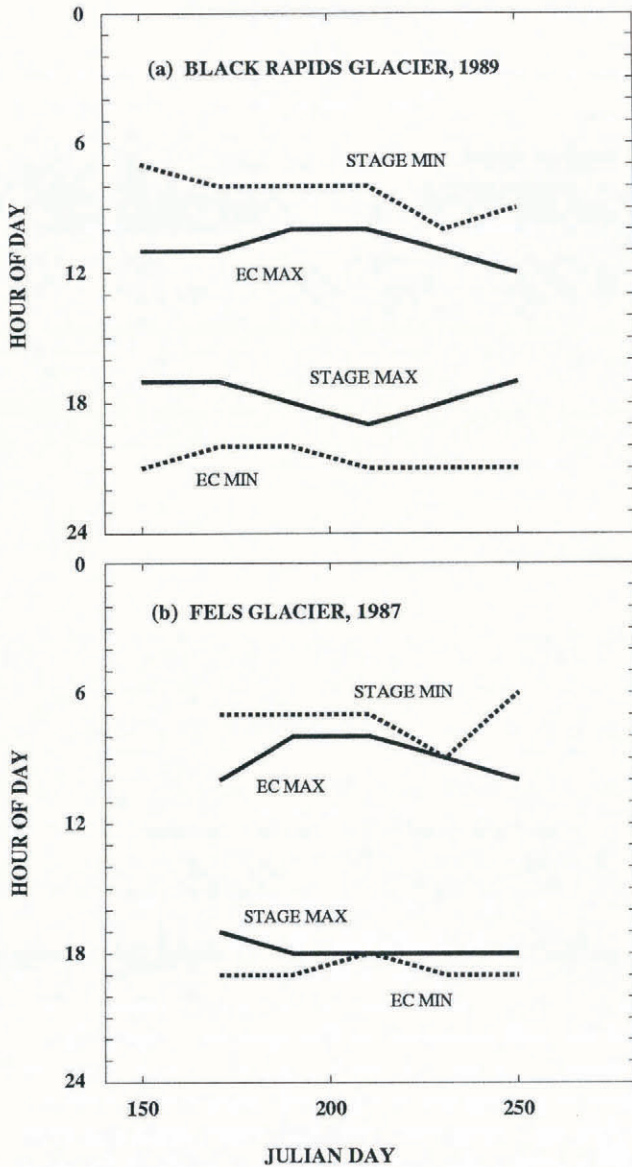 0
(a) BLACK RAPIDS GLACIER, 1989
6
STAGE MIN
HOUR OF DAY
12
EC MAX
STAGE MAX
18
EC MIN
24
0
(b) FELS GLACIER, 1987
6
STAGE MIN
HOUR OF DAY
EC MAX
12
STAGE MAX
18
EC MIN
24
150 200 250
JULIAN DAY